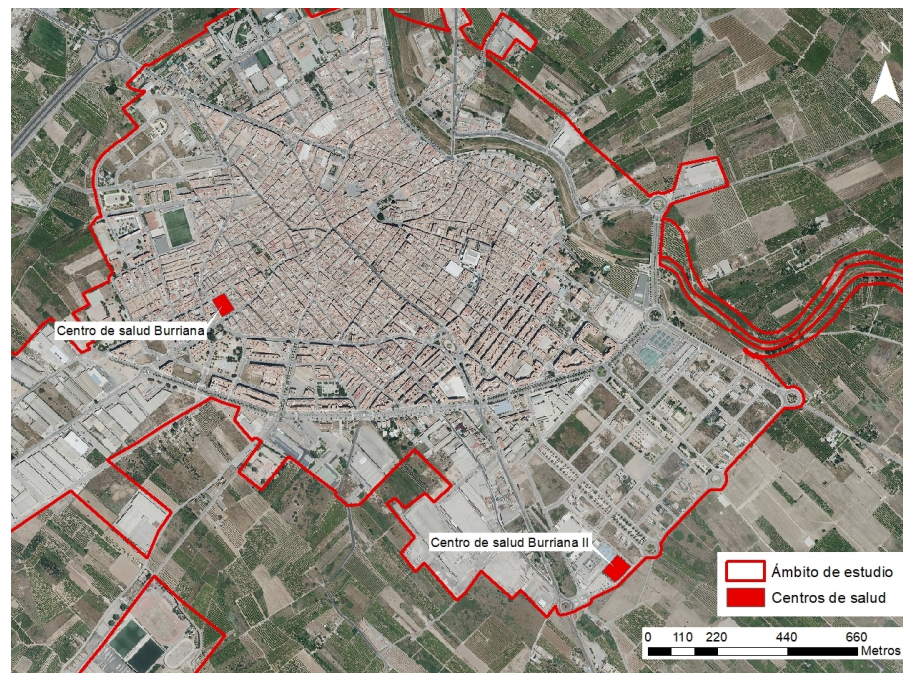 N
Centro de salud Burriana
Centro de salud Burriana II
Ámbito de estudio
Centros de salud
0 110 220 440 660
Metros